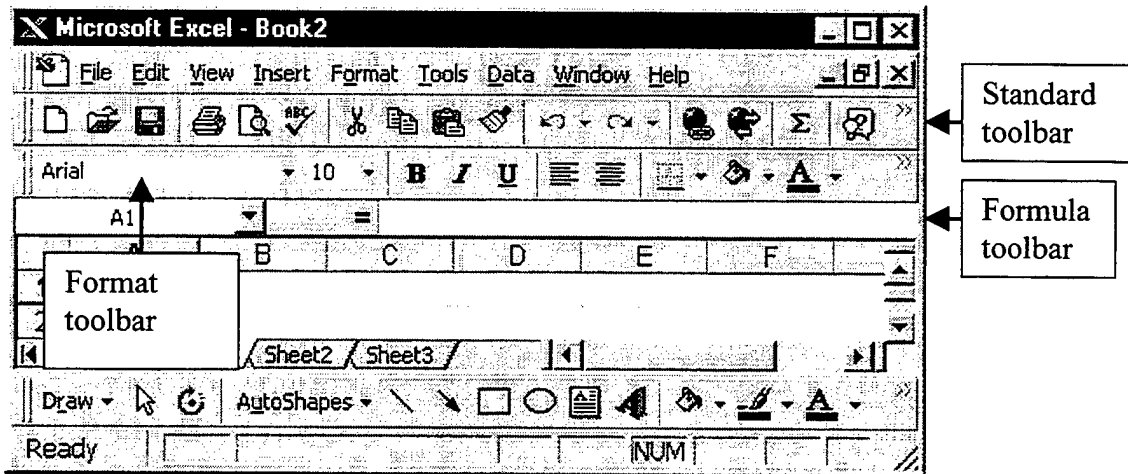 Microsoft Excel - Book2
File Edit View Insert Format Tools Data Window Help
ABC Σ ?
Standard
toolbar
Arial 10 B I U A
A1 =
Formula
toolbar
B C D E F
Format
toolbar
Sheet2 Sheet3
Draw AutoShapes A A
Ready NUM